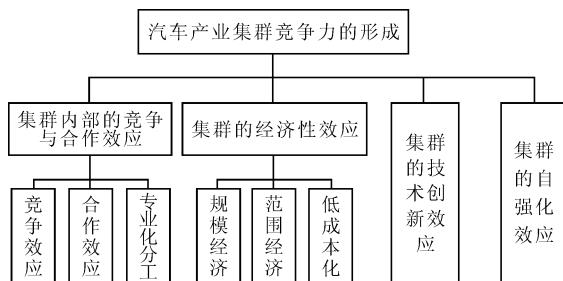 汽车产业集群竞争力的形成
集群内部的竞争
与合作效应
集群的经济性效应
集群
的技
术创
新效
应
集群
的自
强化
效应
竞争效应
合作效应
专业化分工
规模经济
范围经济
低成本化